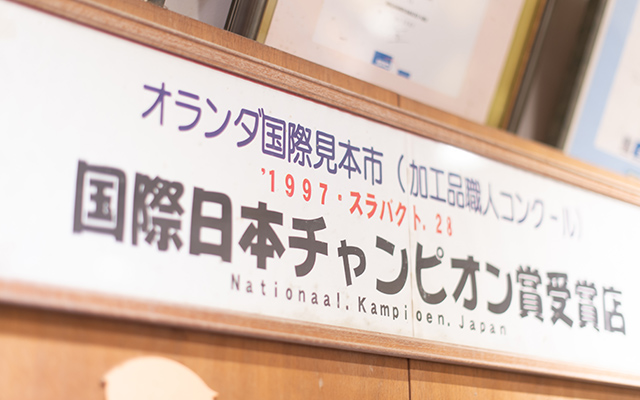 オランダ国際見本市(加工品職人コンクール)
'1997・スラバクト.28
国際日本チャンピオン賞受賞店
Nationaal. Kampioen. Japan